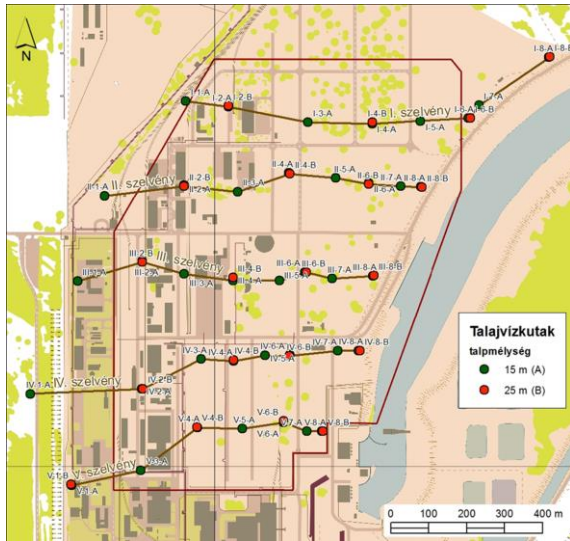 N
I-8-A I-8-B
I-1-A
I-2-A I-2-B
I-7-A
I-3-A
I-4-B
I. szelvény
I-6-A I-6-B
I-4-A
I-5-A
II. szelvény
II-2-B
II-4-A II-4-B
II-1-A
II-2-A
II-3-A
II-5-A
II-6-B
II-7-A II-8-A II-8-B
II-6-A
III-2-B
III. szelvény
III-1-A
III-2-A
III-3-A
III-4-B
III-4-A
III-6-A III-6-B
III-5-A
III-7-A
III-8-A III-8-B
IV-1-A
IV. szelvény
IV-2-B
IV-2-A
IV-3-A
IV-4-A IV-4-B
IV-6-A IV-6-B
IV-5-A
IV-7-A IV-8-A IV-8-B
V. szelvény
V-1-B
V-1-A
V-3-A
V-4-A V-4-B
V-5-A
V-6-B
V-6-A
V-7-A V-8-A V-8-B
Talajvízkutak
talpmélység
15 m (A)
25 m (B)
0 100 200 300 400 m